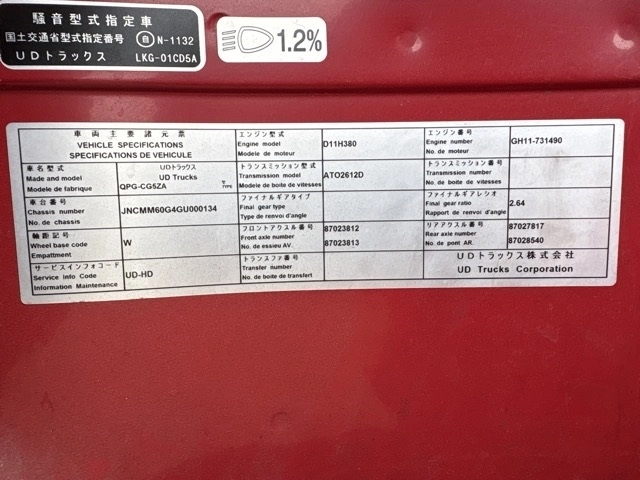 騒音型式指定車
国土交通省型式指定番号 自 N-1132
UDトラックス LKG-01CD5A
1.2%
車両主要諸元票
VEHICLE SPECIFICATIONS
SPECIFICATIONS DE VEHICULE
車名型式 UDトラックス
Made and model UD Trucks
Modele de fabrique QPG-CG5ZA TYPE
車台番号
Chassis number JNCMM60G4GU000134
No. de chassis
軸距記号
Wheel base code W
Empattement
サービスインフォコード
Service info Code UD-HD
Information Maintenance
エンジン型式
Engine model D11H380
Modele de moteur
トランスミッション型式
Transmission model ATO2612D
Modele de boite de vitesses
ファイナルギアタイプ
Final gear type
Type de renvoi d'angle
フロントアクスル番号 87023812
Front axle number
No. de essieu AV. 87023813
トランスファ番号
Transfer number
No. de boite de transfert
エンジン番号
Engine number GH11-731490
No. de moteur
トランスミッション番号
Transmission number
No. de boite de vitesses
ファイナルギアレシオ
Final gear ratio 2.64
Rapport de renvoi d'angle
リアアクスル番号 87027817
Rear axle number
No. de pont AR. 87028540
UDトラックス株式会社
UD Trucks Corporation